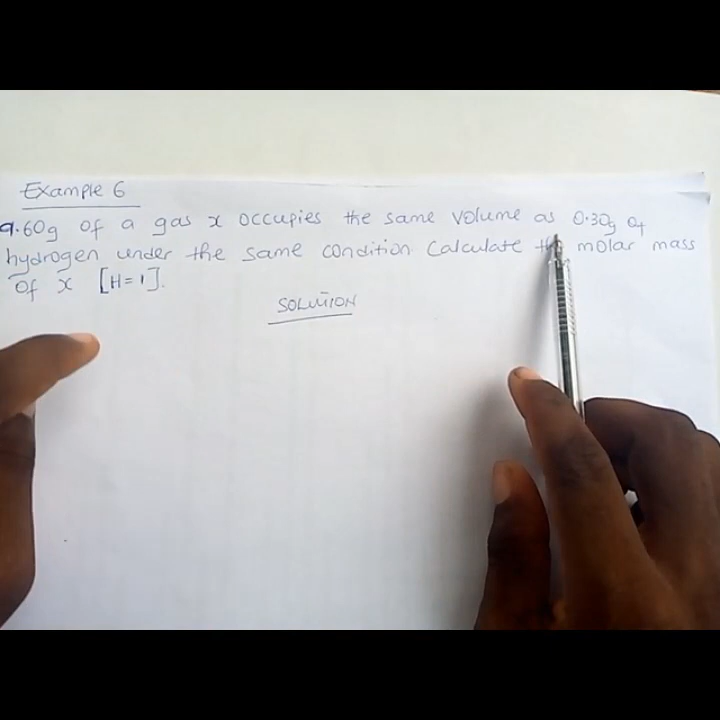 Example 6
9.60g of a gas x occupies the same volume as 0.30g of
hydrogen under the same condition calculate the molar mass
of x [H=1].
SOLUTION